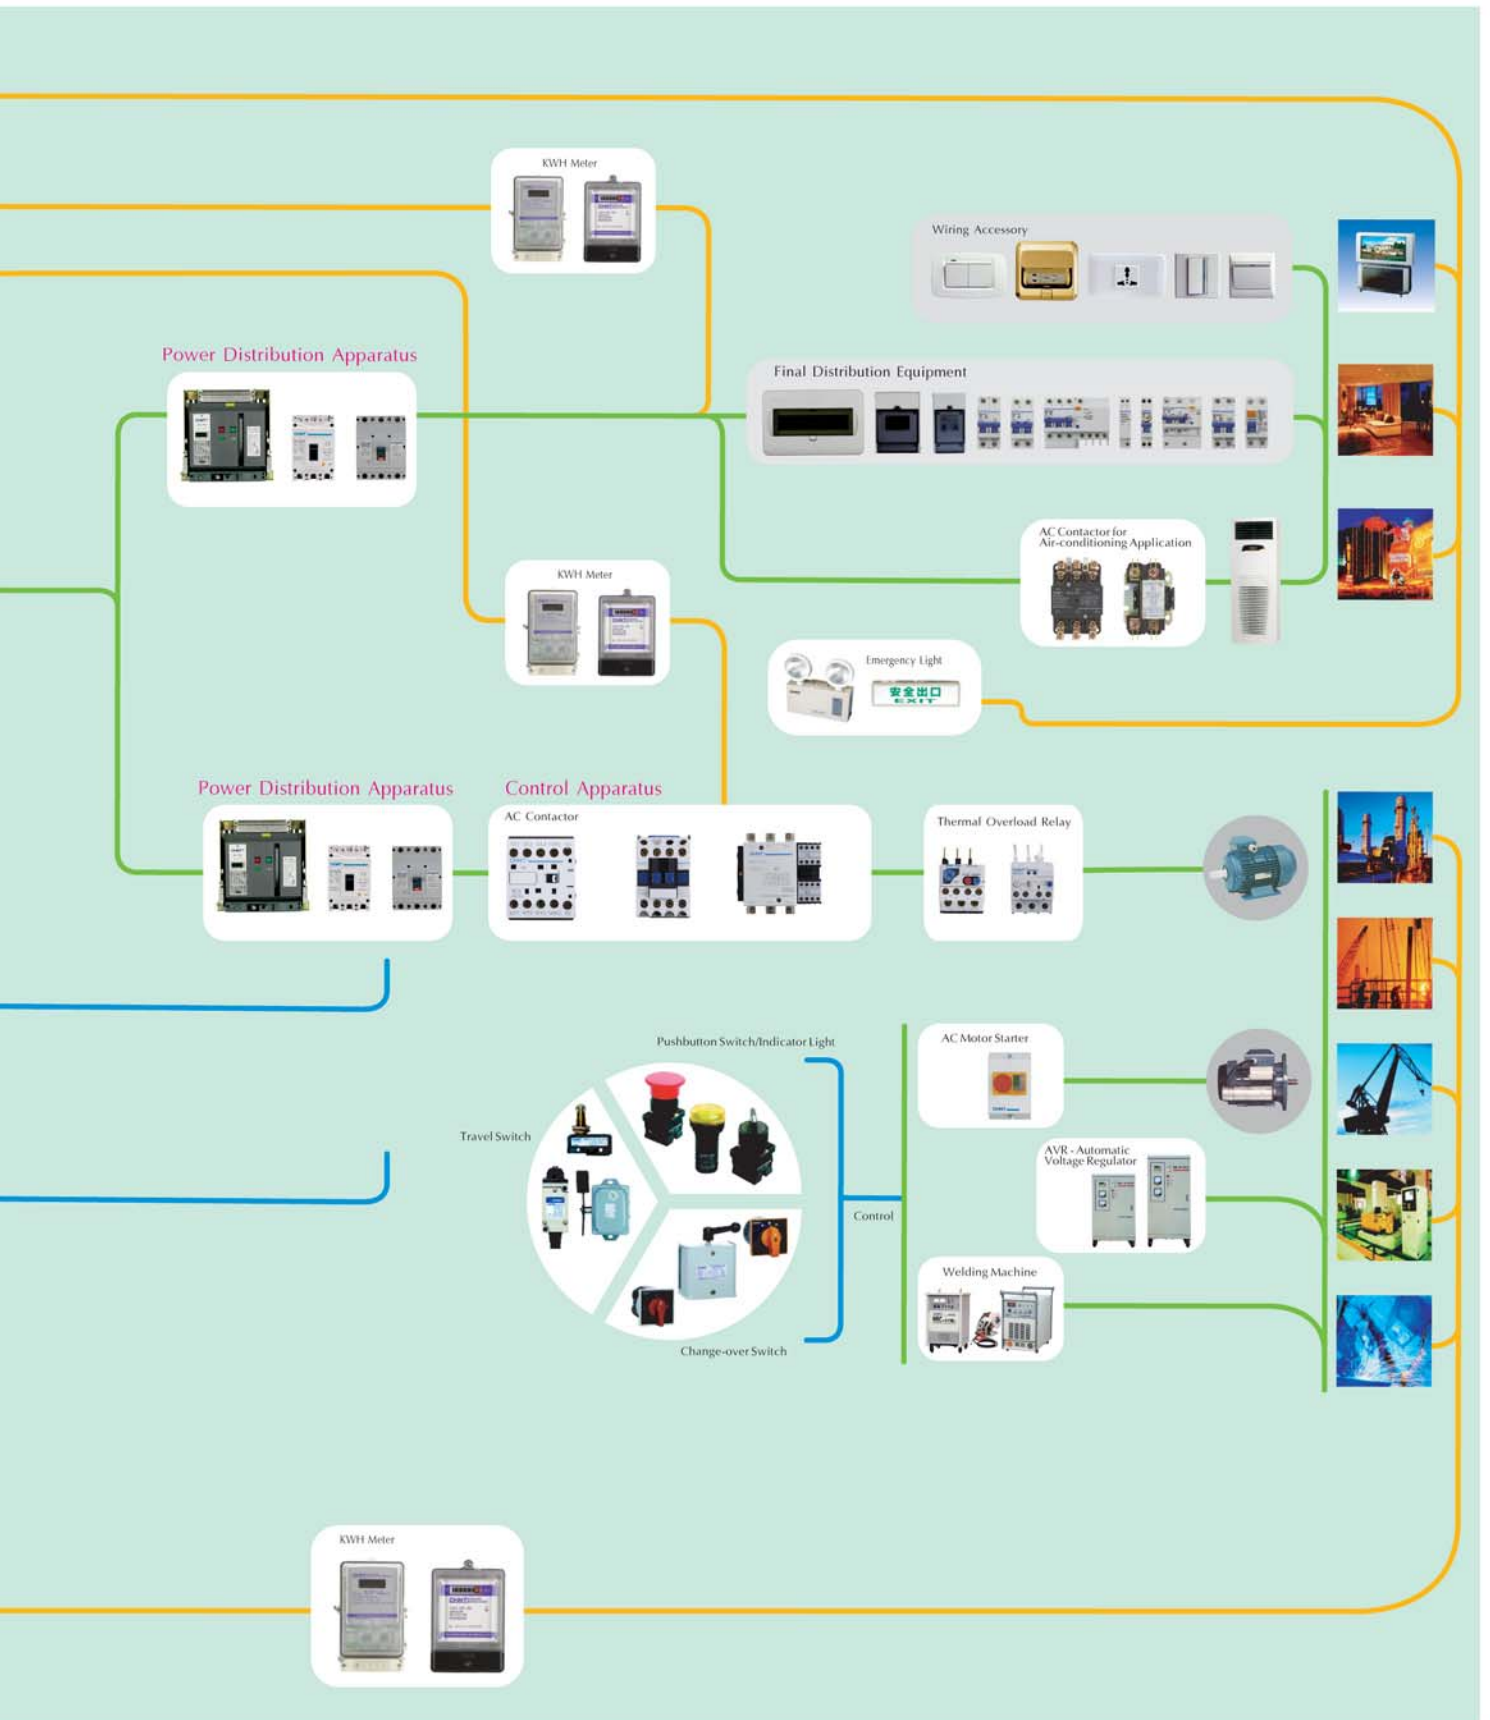 KWH Meter
Wiring Accessory
Power Distribution Apparatus
Final Distribution Equipment
AC Contactor for
Air-conditioning Application
KWH Meter
Emergency Light
安全出口
EXIT
Power Distribution Apparatus
Control Apparatus
AC Contactor
Thermal Overload Relay
Pushbutton Switch/Indicator Light
AC Motor Starter
Travel Switch
AVR - Automatic
Voltage Regulator
Control
Welding Machine
Change-over Switch
KWH Meter